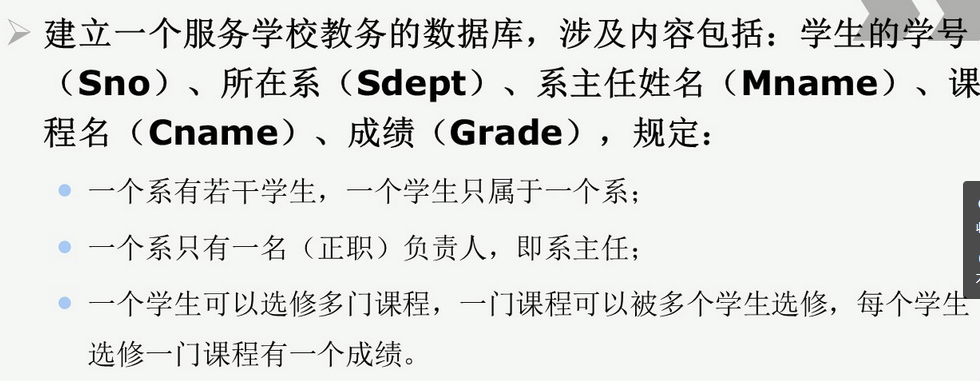 建立一个服务学校教务的数据库，涉及内容包括：学生的学号
（Sno）、所在系（Sdept）、系主任姓名（Mname）、课
程名（Cname）、成绩（Grade），规定：
一个系有若干学生，一个学生只属于一个系；
一个系只有一名（正职）负责人，即系主任；
一个学生可以选修多门课程，一门课程可以被多个学生选修，每个学生
选修一门课程有一个成绩。